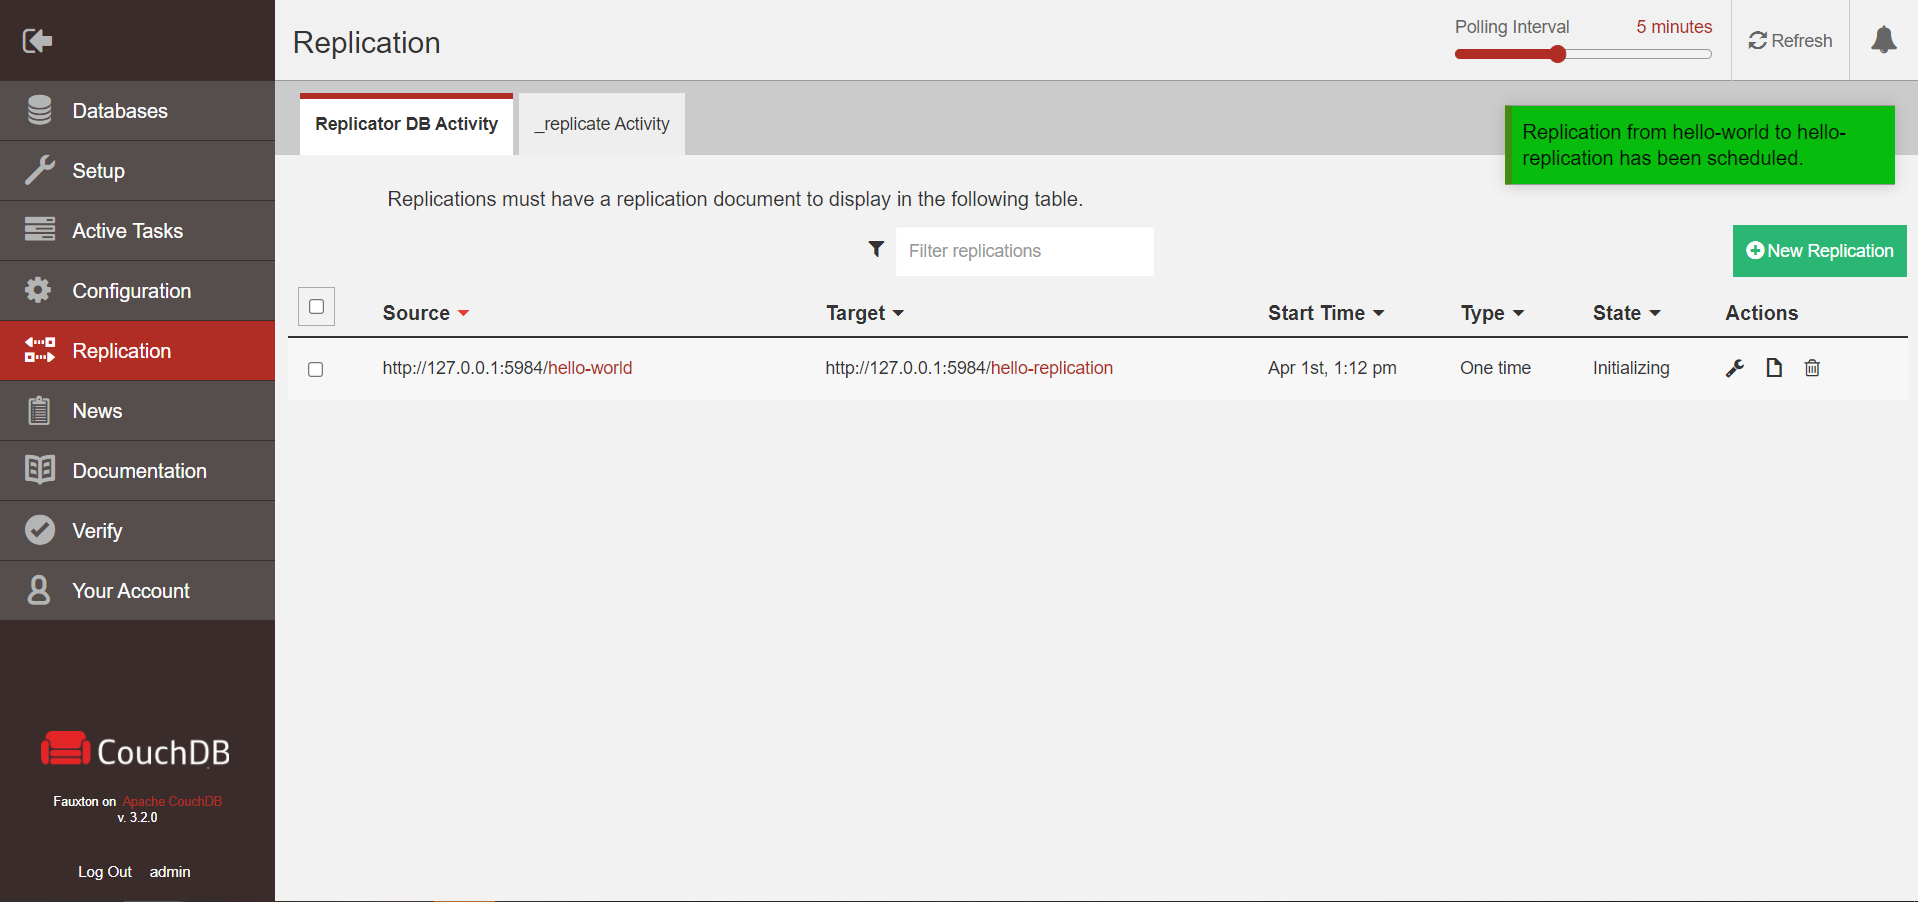 Replication
Polling Interval 5 minutes
Refresh
Databases
Setup
Active Tasks
Configuration
Replication
News
Documentation
Verify
Your Account
CouchDB
Fauxton on Apache CouchDB
v. 3.2.0
Log Out admin
Replicator DB Activity _replicate Activity
Replication from hello-world to hello-
replication has been scheduled.
Replications must have a replication document to display in the following table.
Filter replications
New Replication
Source Target Start Time Type State Actions
http://127.0.0.1:5984/hello-world http://127.0.0.1:5984/hello-replication Apr 1st, 1:12 pm One time Initializing